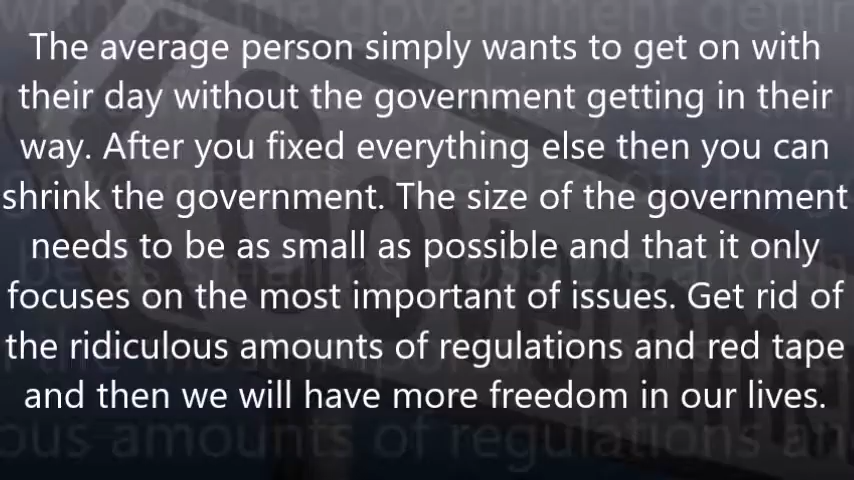 The average person simply wants to get on with
their day without the government getting in their
way. After you fixed everything else then you can
shrink the government. The size of the government
needs to be as small as possible and that it only
focuses on the most important of issues. Get rid of
the ridiculous amounts of regulations and red tape
and then we will have more freedom in our lives.